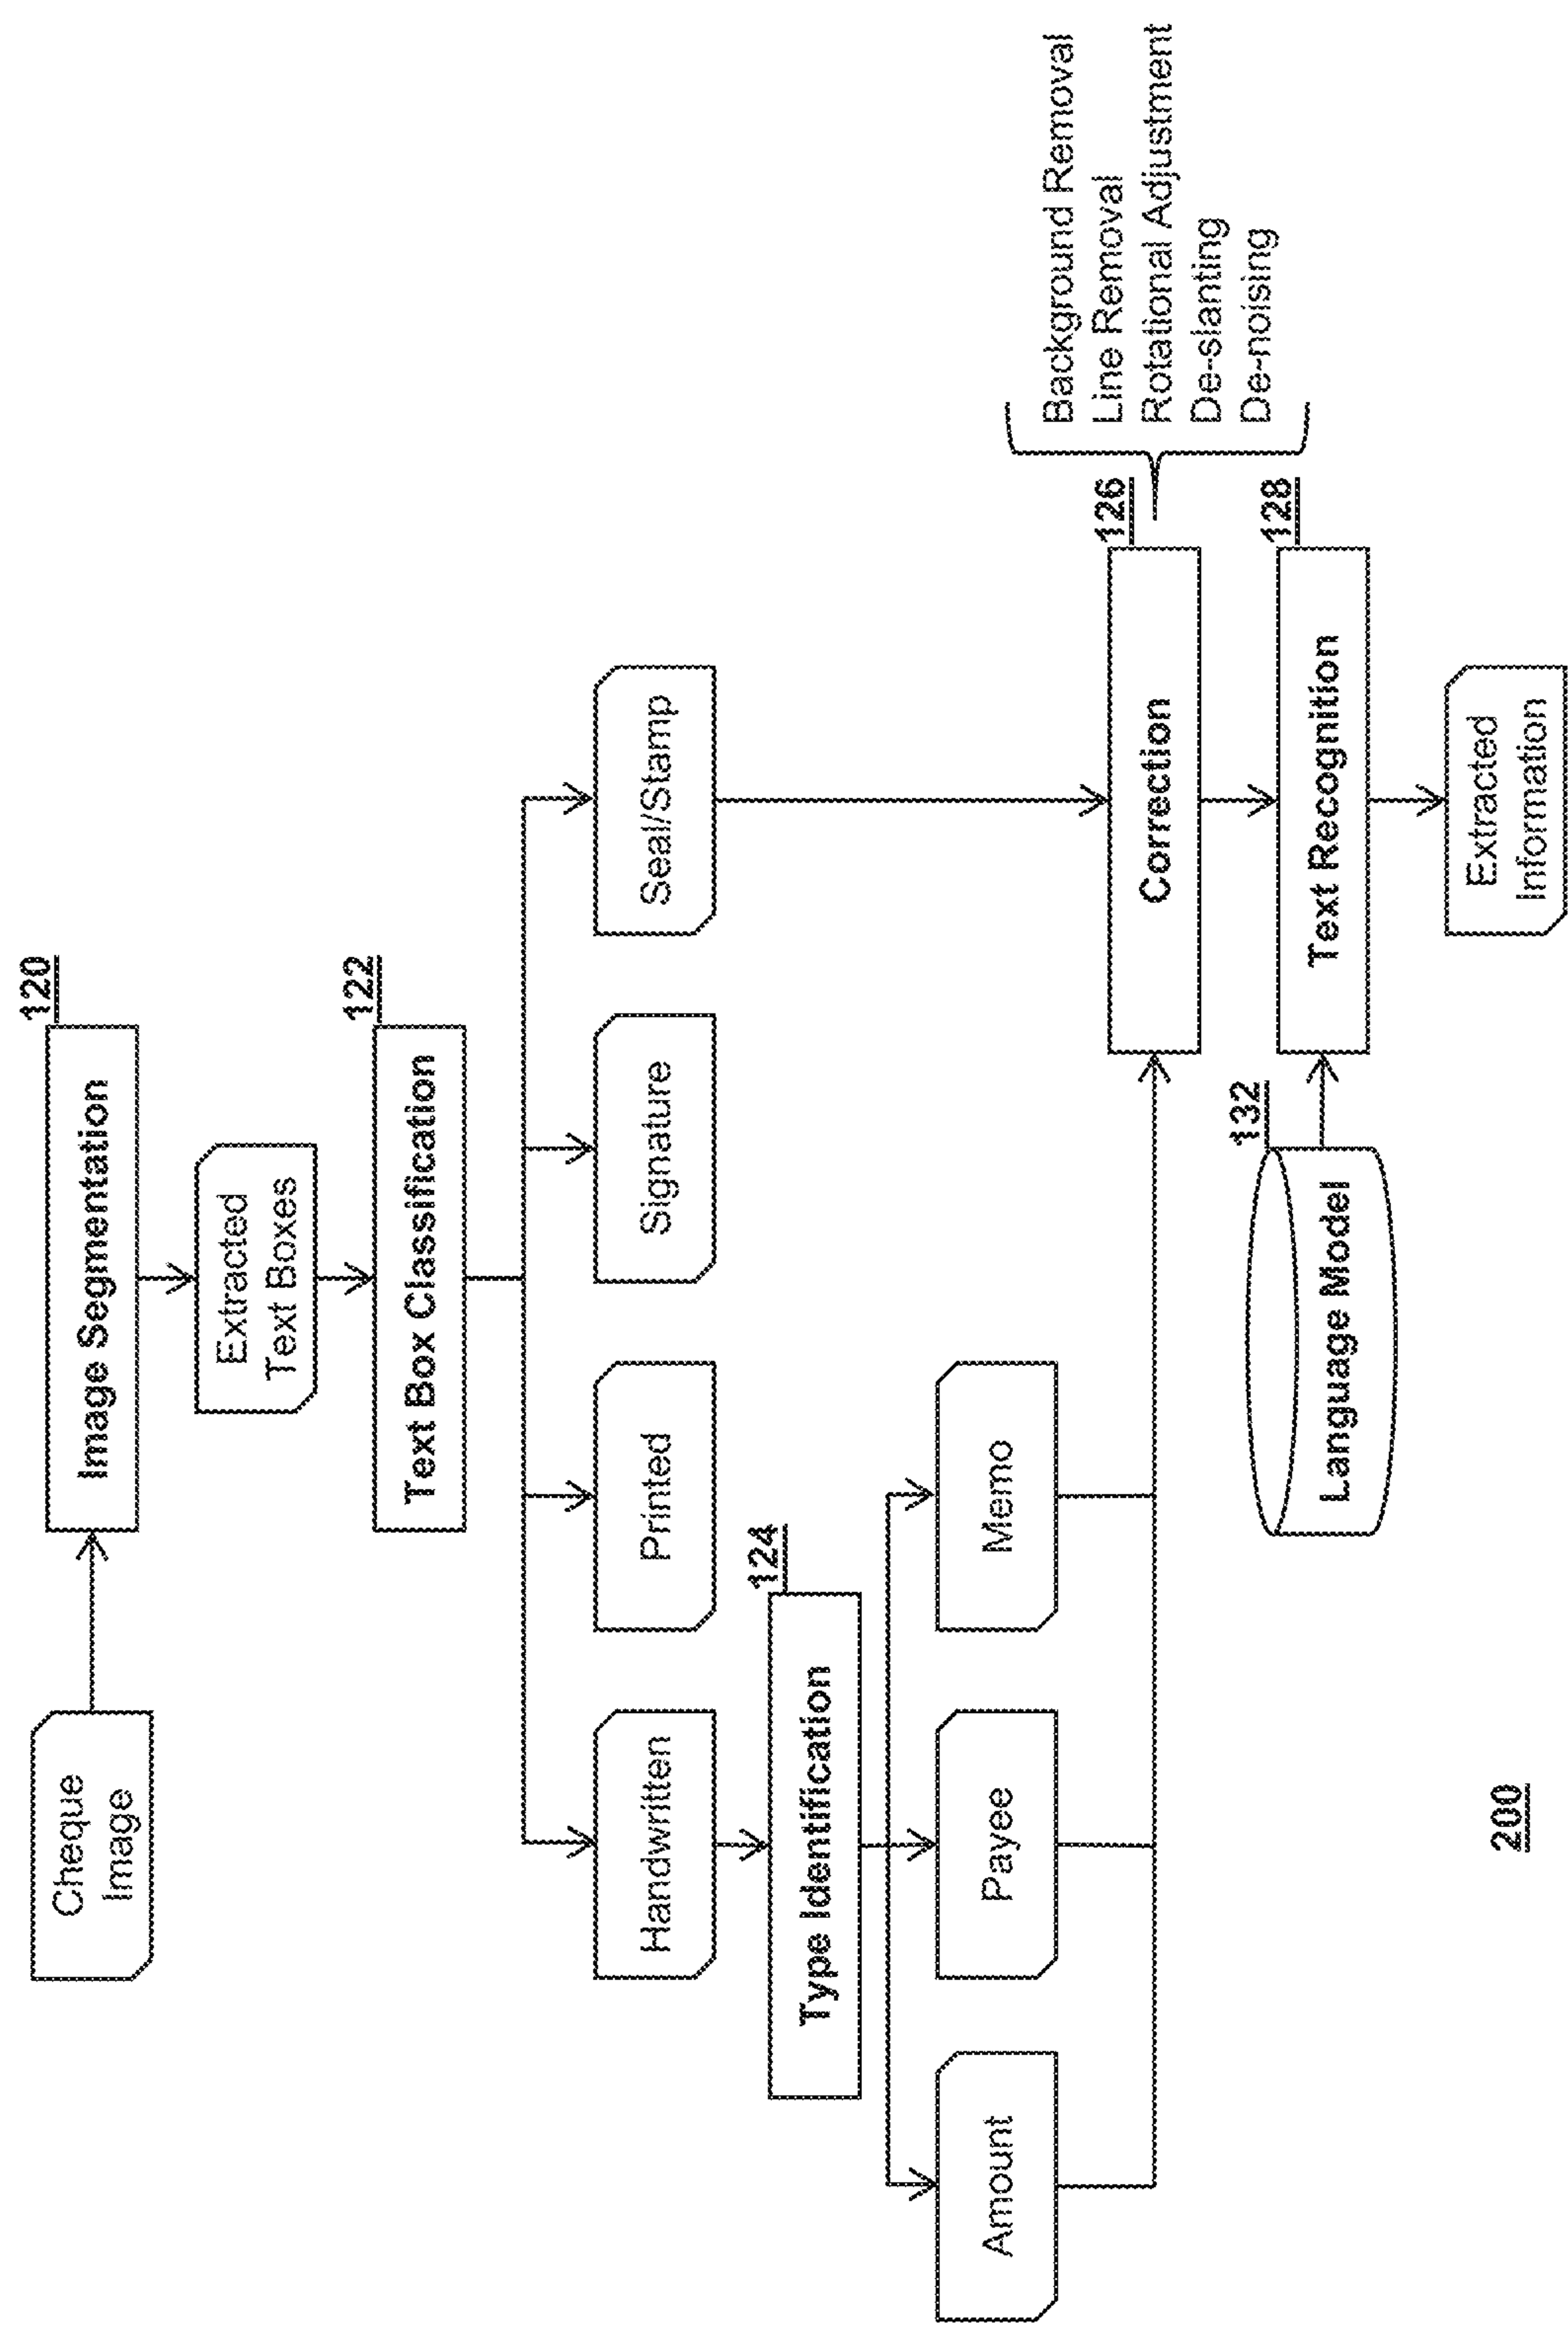 120
Cheque
Image
Image Segmentation
Extracted
Text Boxes
122
Text Box Classification
Handwritten
Printed
Signature
Seal/Stamp
124
Type Identification
Amount
Payee
Memo
126
Correction
Background Removal
Line Removal
Rotational Adjustment
De-slanting
De-noising
132
Language Model
128
Text Recognition
Extracted
Information
200